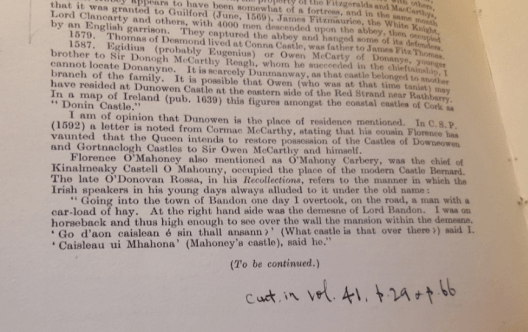 appears to have been somewhat of a fortress, and in the same month
that it was granted to Guilford (June, 1569), James Fitzmaurice, the White Knight,
Lord Clancarty and others, with 4000 men descended upon the abbey, then occupied
by an English garrison. They captured the abbey and hanged some of its defenders.
1579. Thomas of Desmond lived at Conna Castle, was father to James Fitz Thomas.
1587. Egidius (probably Eugenius) or Owen McCarty of Donanye, younger
brother to Sir Donogh McCarthy Reagh, whom he succeeded in the chieftainship, I
cannot locate Donanyne. It is scarcely Dunmanway, as that castle belonged to another
branch of the family. It is possible that Owen (who was at that time tanist) may
have resided at Dunowen Castle at the eastern side of the Red Strand near Rathbarry.
In a map of Ireland (pub. 1639) this figures amongst the coastal castles of Cork as
" Donin Castle."
I am of opinion that Dunowen is the place of residence mentioned. In C.S.P.
(1592) a letter is noted from Cormac McCarthy, stating that his cousin Florence has
vaunted that the Queen intends to restore possession of the Castles of Downeowen
and Gortnaclogh Castles to Sir Owen McCarthy and himself.
Florence O'Mahoney also mentioned as O'Mahony Carbery, was the chief of
Kinalmeaky Castell O Mahouny, occupied the place of the modern Castle Bernard.
The late O'Donovan Rossa, in his Recollections, refers to the manner in which the
Irish speakers in his young days always alluded to it under the old name :
" Going into the town of Bandon one day I overtook, on the road, a man with a
car-load of hay. At the right hand side was the demesne of Lord Bandon. I was on
horseback and thus high enough to see over the wall the mansion within the demesne.
' Go d'aon caislean é sin thall ansann ? ' (What castle is that over there ?) said I.
' Caisleau ui Mhahona ' (Mahoney's castle), said he."
(To be continued.)
Cont. in vol. 41, p. 29 & p. 66